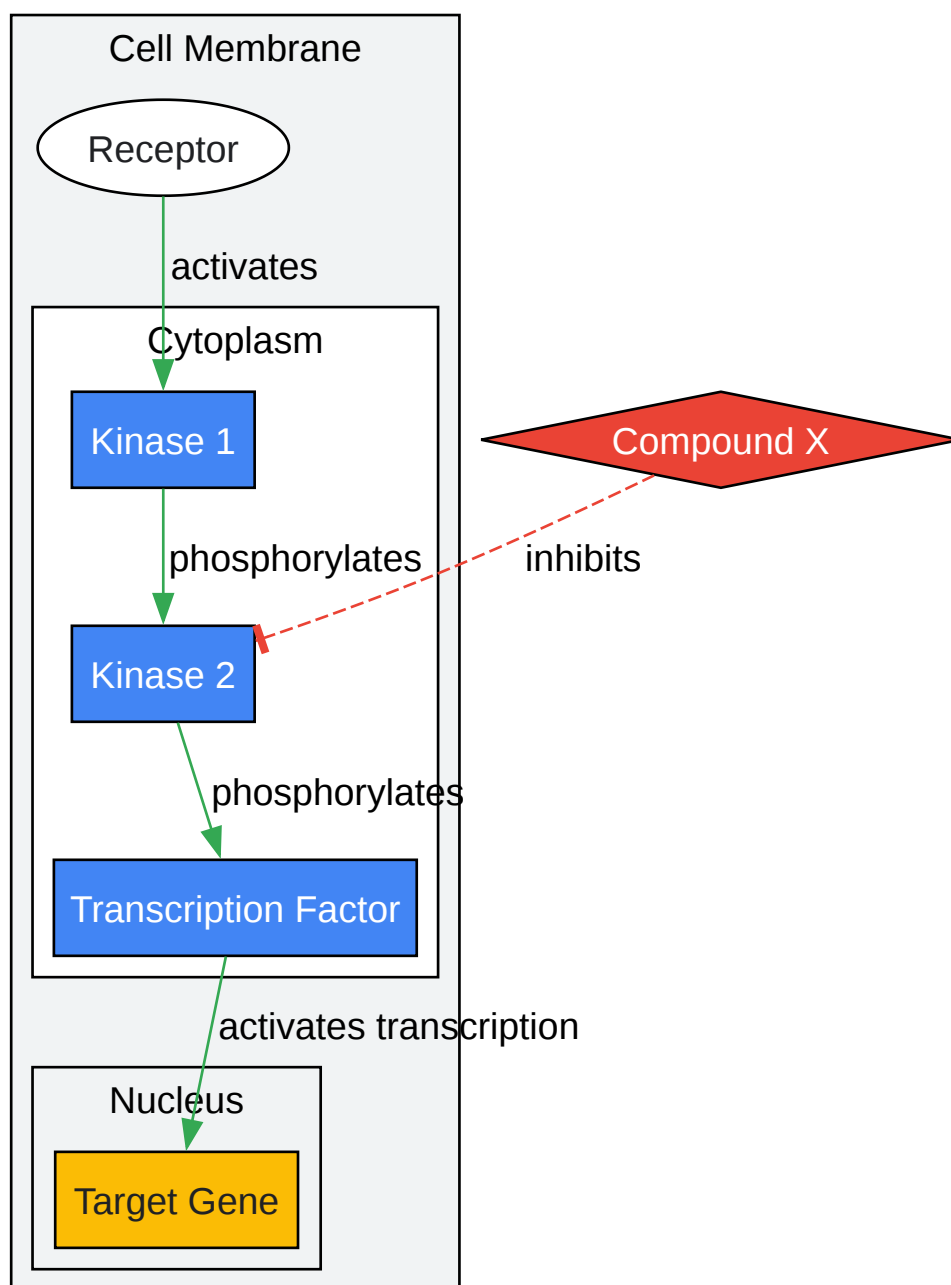 Cell Membrane
Receptor
activates
Cytoplasm
Kinase 1
Compound X
phosphorylates
inhibits
Kinase 2
phosphorylates
Transcription Factor
activates transcription
Nucleus
Target Gene